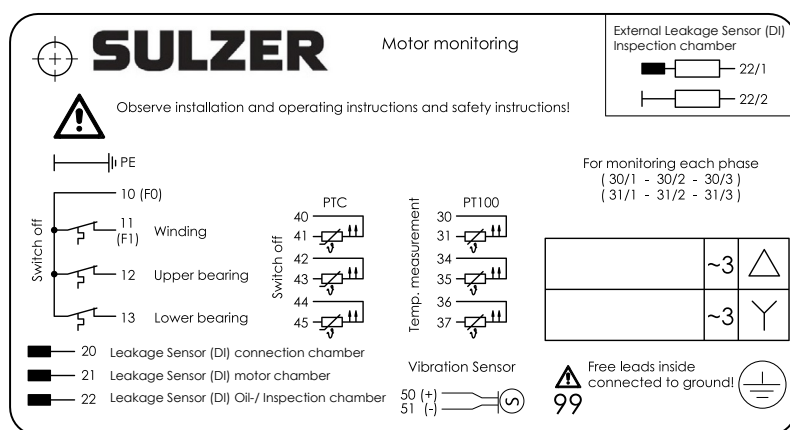 SULZER
Motor monitoring
External Leakage Sensor (DI)
Inspection chamber
22/1
22/2
Observe installation and operating instructions and safety instructions!
PE
10 (F0)
11
(F1)
Winding
12 Upper bearing
13 Lower bearing
Switch off
PTC
40
41
42
43
44
45
Switch off
PT100
30
31
34
35
36
37
Temp. measurement
For monitoring each phase
( 30/1 - 30/2 - 30/3 )
( 31/1 - 31/2 - 31/3 )
~3
~3
20 Leakage Sensor (DI) connection chamber
21 Leakage Sensor (DI) motor chamber
22 Leakage Sensor (DI) Oil-/ Inspection chamber
Vibration Sensor
50 (+)
51 (-)
S
Free leads inside
connected to ground!
99